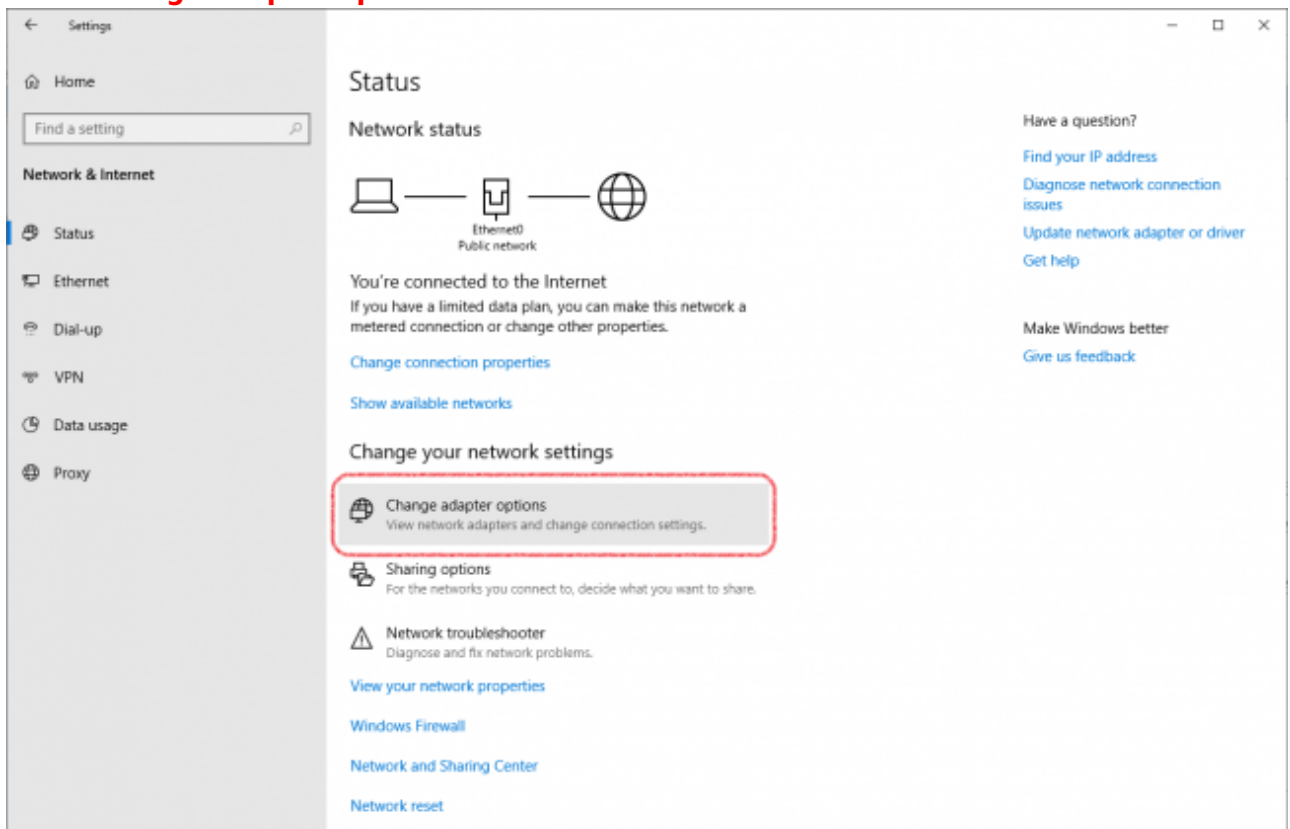 Settings
Home
Find a setting
Network & Internet
Status
Ethernet
Dial-up
VPN
Data usage
Proxy
Status
Network status
Ethernet0
Public network
You're connected to the Internet
If you have a limited data plan, you can make this network a
metered connection or change other properties.
Change connection properties
Show available networks
Change your network settings
Change adapter options
View network adapters and change connection settings.
Sharing options
For the networks you connect to, decide what you want to share.
Network troubleshooter
Diagnose and fix network problems.
View your network properties
Windows Firewall
Network and Sharing Center
Network reset
Have a question?
Find your IP address
Diagnose network connection
issues
Update network adapter or driver
Get help
Make Windows better
Give us feedback